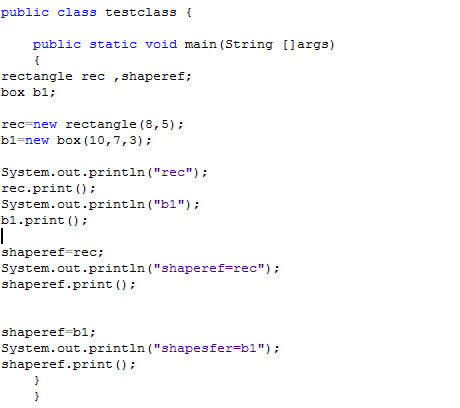 public class testclass {
public static void main(String []args)
{
rectangle rec ,shaperef;
box b1;
rec=new rectangle(8,5);
b1=new box(10,7,3);
System.out.println("rec");
rec.print();
System.out.println("b1");
b1.print();
shaperef=rec;
System.out.println("shaperef=rec");
shaperef.print();
shaperef=b1;
System.out.println("shapesfer=b1");
shaperef.print();
}
}